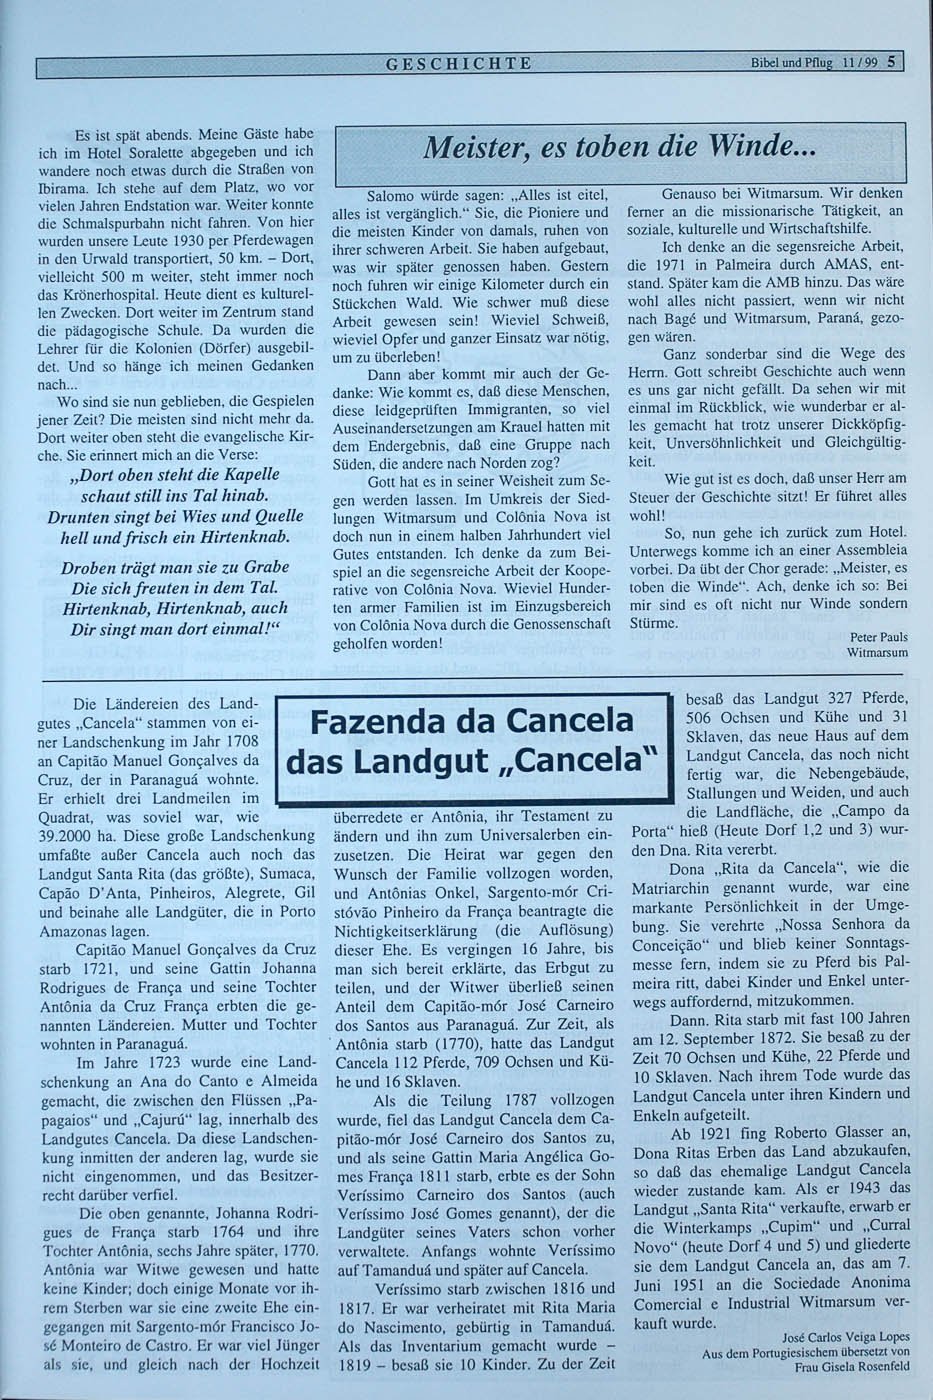 GESCHICHTE
Bibel und Pflug 11/99 5
Es ist spät abends. Meine Gäste habe
ich im Hotel Soralette abgegeben und ich
wandere noch etwas durch die Straßen von
Ibirama. Ich stehe auf dem Platz, wo vor
vielen Jahren Endstation war. Weiter konnte
die Schmalspurbahn nicht fahren. Von hier
wurden unsere Leute 1930 per Pferdewagen
in den Urwald transportiert, 50 km. – Dort,
vielleicht 500 m weiter, steht immer noch
das Krönerhospital. Heute dient es kulturel-
len Zwecken. Dort weiter im Zentrum stand
die pädagogische Schule. Da wurden die
Lehrer für die Kolonien (Dörfer) ausgebil-
det. Und so hänge ich meinen Gedanken
nach...
Wo sind sie nun geblieben, die Gespielen
jener Zeit? Die meisten sind nicht mehr da.
Dort weiter oben steht die evangelische Kir-
che. Sie erinnert mich an die Verse:
„Dort oben steht die Kapelle
schaut still ins Tal hinab.
Drunten singt bei Wies und Quelle
hell und frisch ein Hirtenknab.
Droben trägt man sie zu Grabe
Die sich freuten in dem Tal.
Hirtenknab, Hirtenknab, auch
Dir singt man dort einmal!“
Meister, es toben die Winde...
Salomo würde sagen: „Alles ist eitel,
alles ist vergänglich.“ Sie, die Pioniere und
die meisten Kinder von damals, ruhen von
ihrer schweren Arbeit. Sie haben aufgebaut,
was wir später genossen haben. Gestern
noch fuhren wir einige Kilometer durch ein
Stückchen Wald. Wie schwer muß diese
Arbeit gewesen sein! Wieviel Schweiß,
wieviel Opfer und ganzer Einsatz war nötig,
um zu überleben!
Dann aber kommt mir auch der Ge-
danke: Wie kommt es, daß diese Menschen,
diese leidgeprüften Immigranten, so viel
Auseinandersetzungen am Krauel hatten mit
dem Endergebnis, daß eine Gruppe nach
Süden, die andere nach Norden zog?
Gott hat es in seiner Weisheit zum Se-
gen werden lassen. Im Umkreis der Sied-
lungen Witmarsum und Colônia Nova ist
doch nun in einem halben Jahrhundert viel
Gutes entstanden. Ich denke da zum Bei-
spiel an die segensreiche Arbeit der Koope-
rative von Colônia Nova. Wieviel Hunder-
ten armer Familien ist im Einzugsbereich
von Colônia Nova durch die Genossenschaft
geholfen worden!
Genauso bei Witmarsum. Wir denken
ferner an die missionarische Tätigkeit, an
soziale, kulturelle und Wirtschaftshilfe.
Ich denke an die segensreiche Arbeit,
die 1971 in Palmeira durch AMAS, ent-
stand. Später kam die AMB hinzu. Das wäre
wohl alles nicht passiert, wenn wir nicht
nach Bagé und Witmarsum, Paraná, gezo-
gen wären.
Ganz sonderbar sind die Wege des
Herrn. Gott schreibt Geschichte auch wenn
es uns gar nicht gefällt. Da sehen wir mit
einmal im Rückblick, wie wunderbar er al-
les gemacht hat trotz unserer Dickköpfig-
keit, Unversöhnlichkeit und Gleichgültig-
keit.
Wie gut ist es doch, daß unser Herr am
Steuer der Geschichte sitzt! Er führet alles
wohl!
So, nun gehe ich zurück zum Hotel.
Unterwegs komme ich an einer Assembleia
vorbei. Da übt der Chor gerade: „Meister, es
toben die Winde“. Ach, denke ich so: Bei
mir sind es oft nicht nur Winde sondern
Stürme.
Peter Pauls
Witmarsum
Fazenda da Cancela
das Landgut „Cancela“
Die Ländereien des Land-
gutes „Cancela“ stammen von ei-
ner Landschenkung im Jahr 1708
an Capitão Manuel Gonçalves da
Cruz, der in Paranaguá wohnte.
Er erhielt drei Landmeilen im
Quadrat, was soviel war, wie
39.2000 ha. Diese große Landschenkung
umfaßte außer Cancela auch noch das
Landgut Santa Rita (das größte), Sumaca,
Capão D'Anta, Pinheiros, Alegrete, Gil
und beinahe alle Landgüter, die in Porto
Amazonas lagen.
Capitão Manuel Gonçalves da Cruz
starb 1721, und seine Gattin Johanna
Rodrigues de França und seine Tochter
Antônia da Cruz França erbten die ge-
nannten Ländereien. Mutter und Tochter
wohnten in Paranaguá.
Im Jahre 1723 wurde eine Land-
schenkung an Ana do Canto e Almeida
gemacht, die zwischen den Flüssen „Pa-
pagaios“ und „Cajurú“ lag, innerhalb des
Landgutes Cancela. Da diese Landschen-
kung inmitten der anderen lag, wurde sie
nicht eingenommen, und das Besitzer-
recht darüber verfiel.
Die oben genannte, Johanna Rodri-
gues de França starb 1764 und ihre
Tochter Antônia, sechs Jahre später, 1770.
Antônia war Witwe gewesen und hatte
keine Kinder; doch einige Monate vor ih-
rem Sterben war sie eine zweite Ehe ein-
gegangen mit Sargento-mór Francisco Jo-
sé Monteiro de Castro. Er war viel Jünger
als sie, und gleich nach der Hochzeit
überredete er Antônia, ihr Testament zu
ändern und ihn zum Universalerben ein-
zusetzen. Die Heirat war gegen den
Wunsch der Familie vollzogen worden,
und Antônias Onkel, Sargento-mór Cri-
stóvão Pinheiro da França beantragte die
Nichtigkeitserklärung (die Auflösung)
dieser Ehe. Es vergingen 16 Jahre, bis
man sich bereit erklärte, das Erbgut zu
teilen, und der Witwer überließ seinen
Anteil dem Capitão-mór José Carneiro
dos Santos aus Paranaguá. Zur Zeit, als
Antônia starb (1770), hatte das Landgut
Cancela 112 Pferde, 709 Ochsen und Kü-
he und 16 Sklaven.
Als die Teilung 1787 vollzogen
wurde, fiel das Landgut Cancela dem Ca-
pitão-mór José Carneiro dos Santos zu,
und als seine Gattin Maria Angélica Go-
mes França 1811 starb, erbte es der Sohn
Veríssimo Carneiro dos Santos (auch
Veríssimo José Gomes genannt), der die
Landgüter seines Vaters schon vorher
verwaltete. Anfangs wohnte Veríssimo
auf Tamanduá und später auf Cancela.
Veríssimo starb zwischen 1816 und
1817. Er war verheiratet mit Rita Maria
do Nascimento, gebürtig in Tamanduá.
Als das Inventarium gemacht wurde –
1819 – besaß sie 10 Kinder. Zu der Zeit
besaß das Landgut 327 Pferde,
506 Ochsen und Kühe und 31
Sklaven, das neue Haus auf dem
Landgut Cancela, das noch nicht
fertig war, die Nebengebäude,
Stallungen und Weiden, und auch
die Landfläche, die „Campo da
Porta“ hieß (Heute Dorf 1,2 und 3) wur-
den Dna. Rita vererbt.
Dona „Rita da Cancela“, wie die
Matriarchin genannt wurde, war eine
markante Persönlichkeit in der Umge-
bung. Sie verehrte „Nossa Senhora da
Conceição“ und blieb keiner Sonntags-
messe fern, indem sie zu Pferd bis Pal-
meira ritt, dabei Kinder und Enkel unter-
wegs auffordernd, mitzukommen.
Dann. Rita starb mit fast 100 Jahren
am 12. September 1872. Sie besaß zu der
Zeit 70 Ochsen und Kühe, 22 Pferde und
10 Sklaven. Nach ihrem Tode wurde das
Landgut Cancela unter ihren Kindern und
Enkeln aufgeteilt.
Ab 1921 fing Roberto Glasser an,
Dona Ritas Erben das Land abzukaufen,
so daß das ehemalige Landgut Cancela
wieder zustande kam. Als er 1943 das
Landgut „Santa Rita“ verkaufte, erwarb er
die Winterkamps „Cupim“ und „Curral
Novo“ (heute Dorf 4 und 5) und gliederte
sie dem Landgut Cancela an, das am 7.
Juni 1951 an die Sociedade Anonima
Comercial e Industrial Witmarsum ver-
kauft wurde.
José Carlos Veiga Lopes
Aus dem Portugiesischem übersetzt von
Frau Gisela Rosenfeld